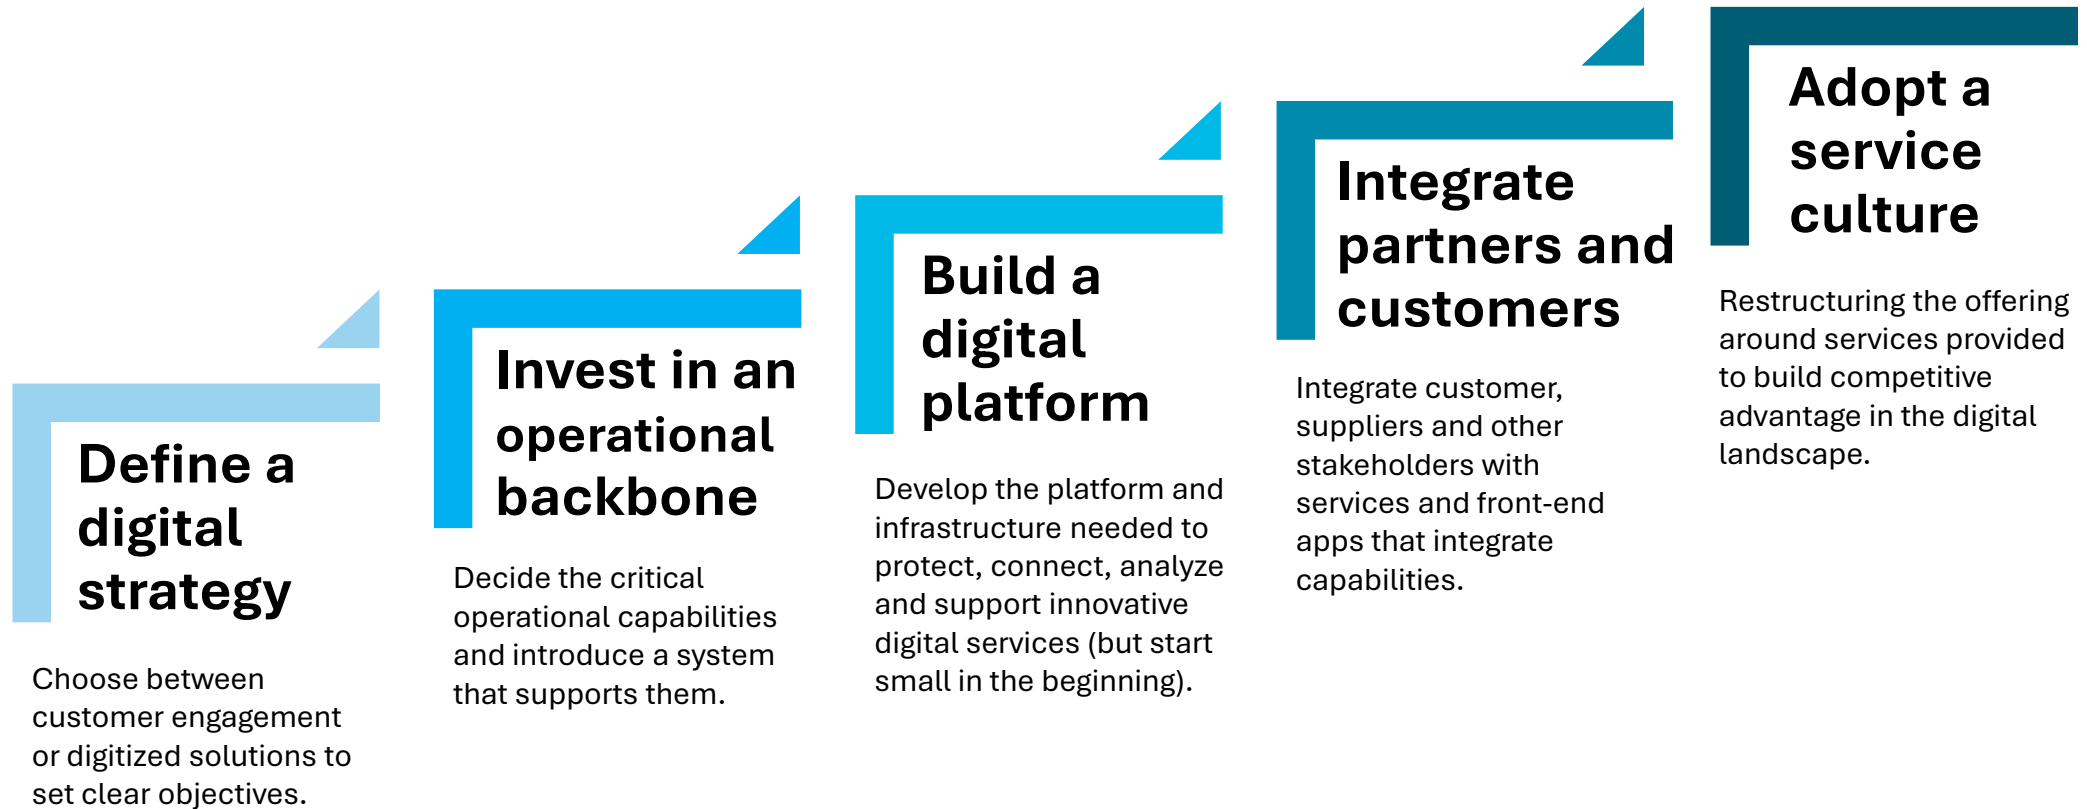 Define a
digital
strategy
Choose between
customer engagement
or digitized solutions to
set clear objectives.
Invest in an
operational
backbone
Decide the critical
operational capabilities
and introduce a system
that supports them.
Build a
digital
platform
Develop the platform and
infrastructure needed to
protect, connect, analyze
and support innovative
digital services (but start
small in the beginning).
Integrate
partners and
customers
Integrate customer,
suppliers and other
stakeholders with
services and front-end
apps that integrate
capabilities.
Adopt a
service
culture
Restructuring the offering
around services provided
to build competitive
advantage in the digital
landscape.